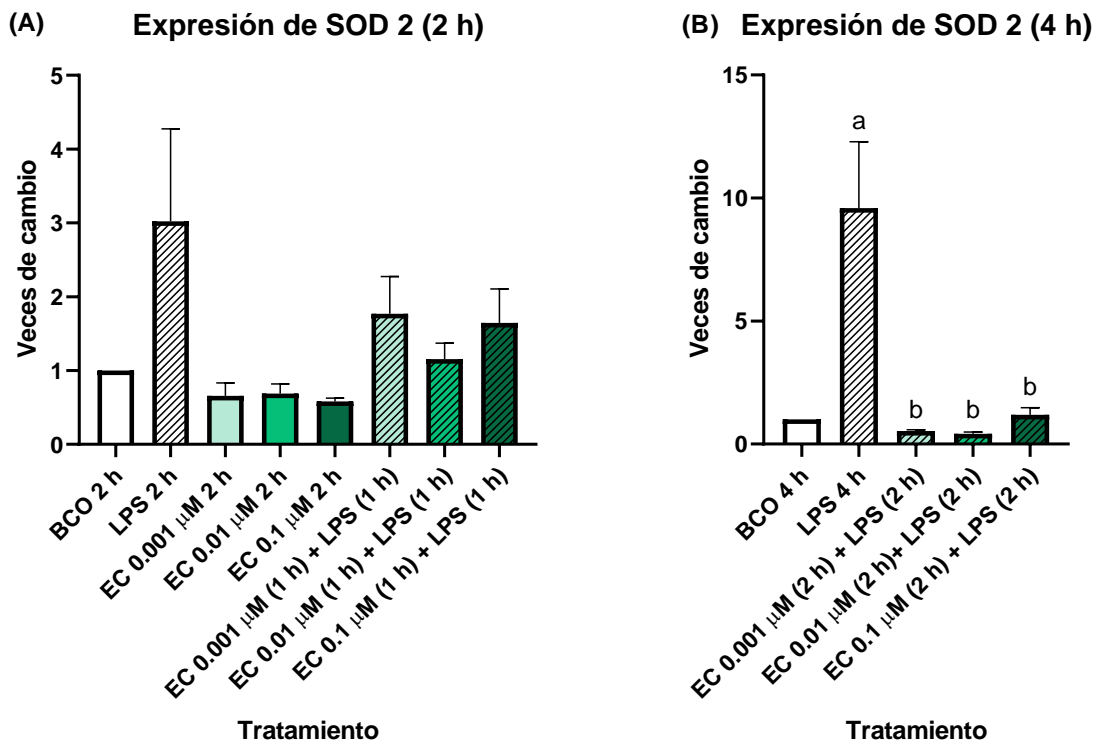 (A)
Expresión de SOD 2 (2 h)
Veces de cambio
5
4
3
2
1
0
BCO 2 h
LPS 2 h
EC 0.001 μM 2 h
EC 0.01 μM 2 h
EC 0.1 μM 2 h
EC 0.001 μM (1 h) + LPS (1 h)
EC 0.01 μM (1 h) + LPS (1 h)
EC 0.1 μM (1 h) + LPS (1 h)
Tratamiento
(B)
Expresión de SOD 2 (4 h)
Veces de cambio
15
10
5
0
a
b
b
b
BCO 4 h
LPS 4 h
EC 0.001 μM (2 h) + LPS (2 h)
EC 0.01 μM (2 h)+ LPS (2 h)
EC 0.1 μM (2 h) + LPS (2 h)
Tratamiento